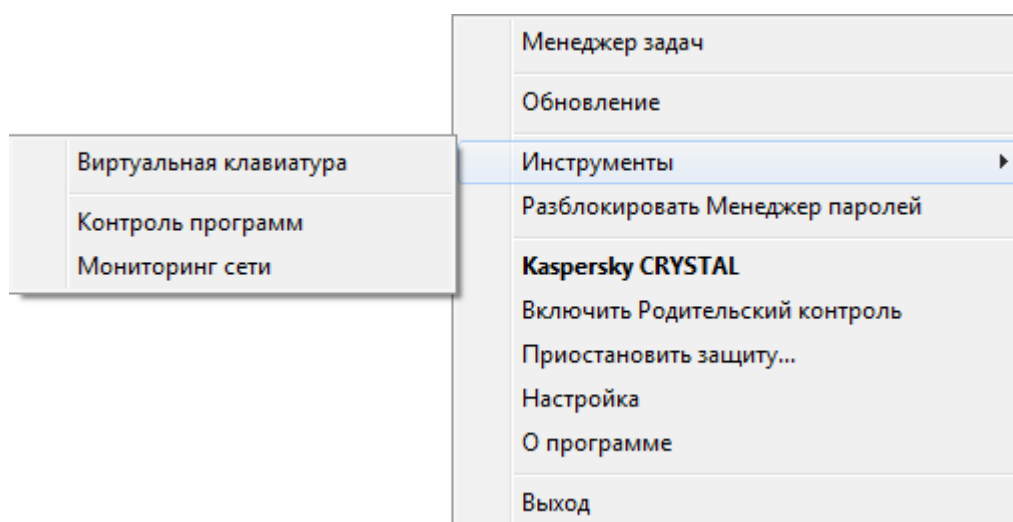 Менеджер задач
Обновление
Инструменты
Виртуальная клавиатура
Контроль программ
Мониторинг сети
Разблокировать Менеджер паролей
Kaspersky CRYSTAL
Включить Родительский контроль
Приостановить защиту...
Настройка
О программе
Выход